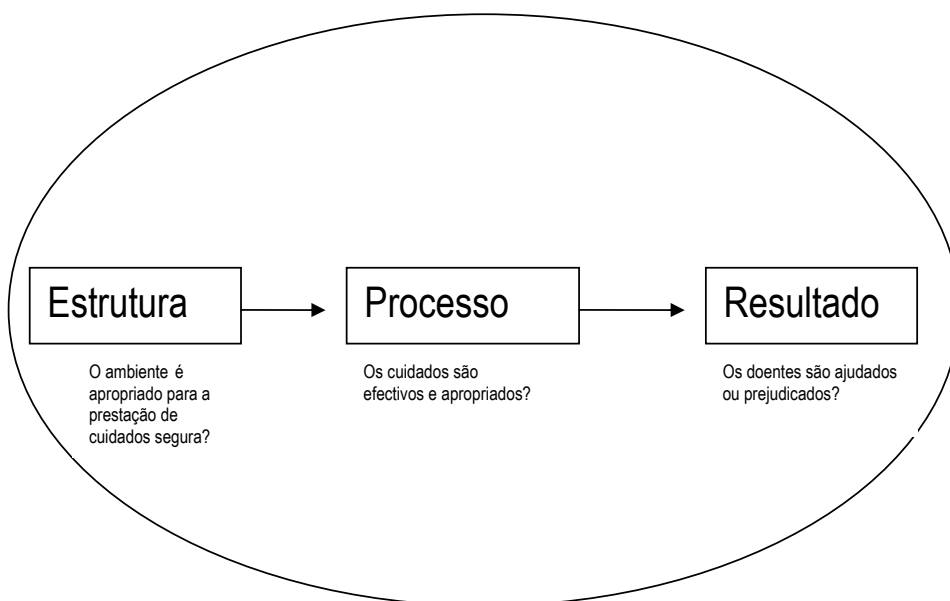 Estrutura
Processo
Resultado
O ambiente é
apropriado para a
prestação de
cuidados segura?
Os cuidados são
efectivos e apropriados?
Os doentes são ajudados
ou prejudicados?